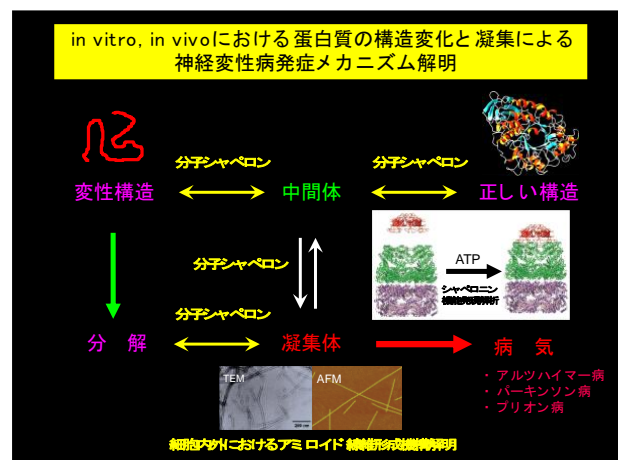 in vitro, in vivoにおける蛋白質の構造変化と凝集による
神経変性病発症メカニズム解明
分子シャペロン
分子シャペロン
変性構造
中間体
正しい構造
分子シャペロン
ATP
シャペロニン
機能発現解析
分子シャペロン
分 解
凝集体
病 気
・アルツハイマー病
・パーキンソン病
・プリオン病
TEM
AFM
細胞内外におけるアミロイド線維形成機構解明